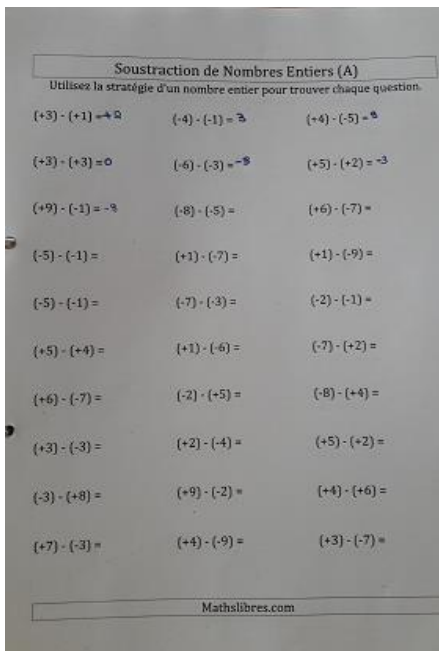 Soustraction de Nombres Entiers (A)
Utilisez la stratégie d'un nombre entier pour trouver chaque question.
(+3) - (+1) = +2 (-4) - (-1) = 3 (+4) - (-5) = 9
(+3) - (+3) = 0 (-6) - (-3) = -8 (+5) - (+2) = -3
(+9) - (-1) = -8 (-8) - (-5) = (+6) - (-7) =
(-5) - (-1) = (+1) - (-7) = (+1) - (-9) =
(-5) - (-1) = (-7) - (-3) = (-2) - (-1) =
(+5) - (+4) = (+1) - (-6) = (-7) - (+2) =
(+6) - (-7) = (-2) - (+5) = (-8) - (+4) =
(+3) - (-3) = (+2) - (-4) = (+5) - (+2) =
(-3) - (+8) = (+9) - (-2) = (+4) - (+6) =
(+7) - (-3) = (+4) - (-9) = (+3) - (-7) =
Mathslibres.com